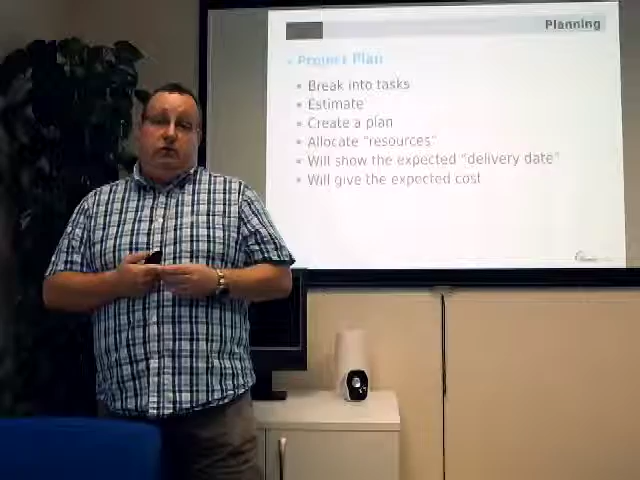 Planning
Project Plan
Break into tasks
Estimate
Create a plan
Allocate “resources”
Will show the expected “delivery date”
Will give the expected cost